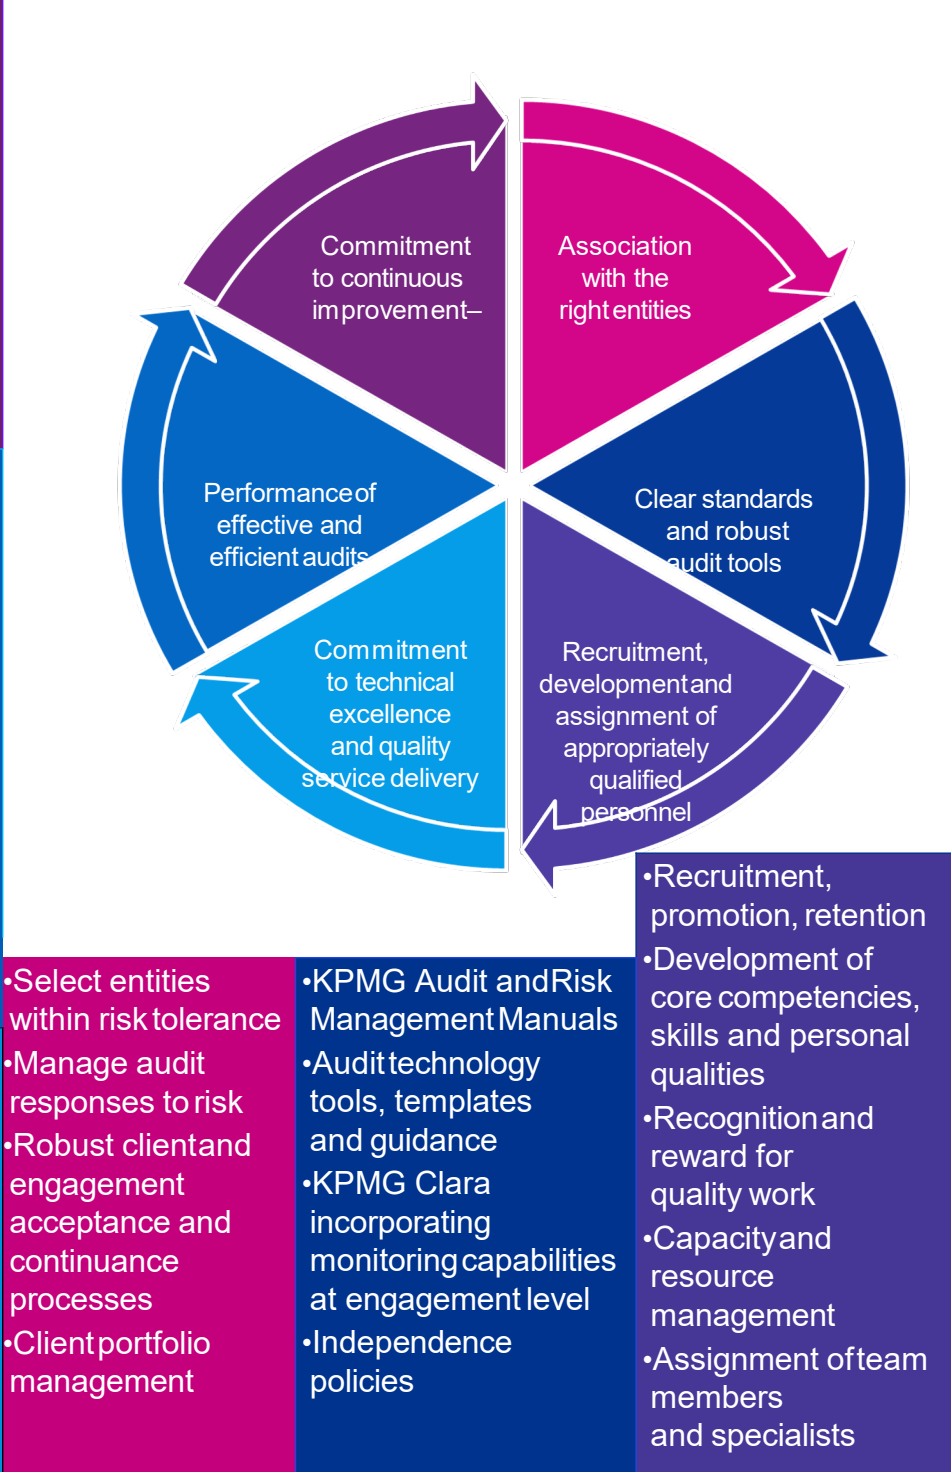 Commitment
to continuous
improvement–
Association
with the
right entities
Performance of
effective and
efficient audits
Clear standards
and robust
audit tools
Commitment
to technical
excellence
and quality
service delivery
Recruitment,
development and
assignment of
appropriately
qualified
personnel
•Select entities
within risk tolerance
•Manage audit
responses to risk
•Robust client and
engagement
acceptance and
continuance
processes
•Client portfolio
management
•KPMG Audit and Risk
Management Manuals
•Audit technology
tools, templates
and guidance
•KPMG Clara
incorporating
monitoring capabilities
at engagement level
•Independence
policies
•Recruitment,
promotion, retention
•Development of
core competencies,
skills and personal
qualities
•Recognition and
reward for
quality work
•Capacity and
resource
management
•Assignment of team
members
and specialists